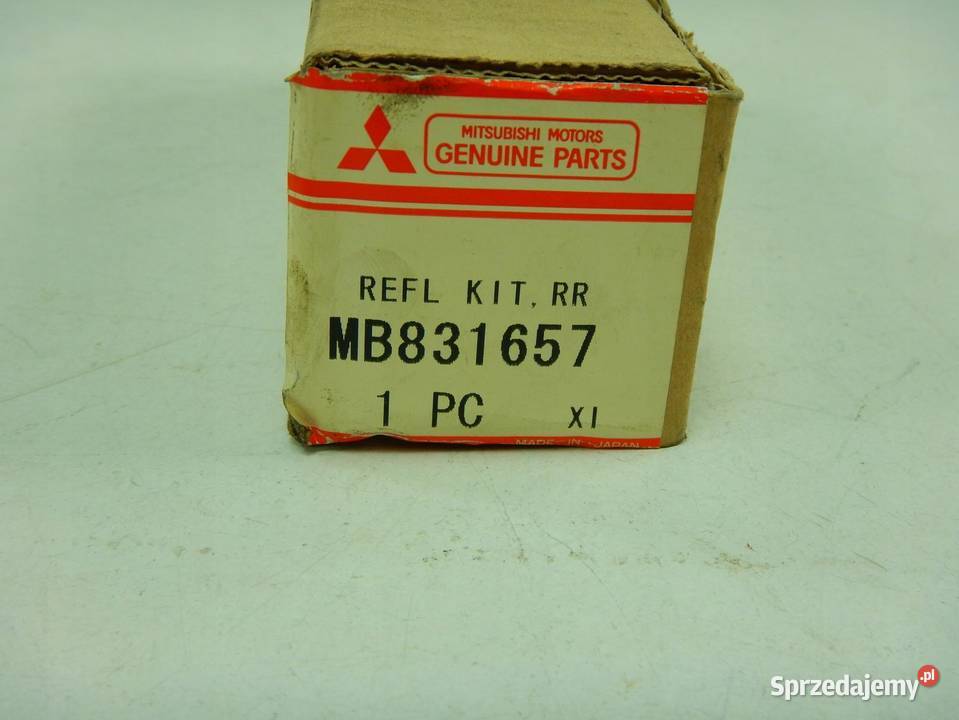 MITSUBISHI MOTORS
GENUINE PARTS
REFL KIT, RR
MB831657
1 PC XI
MADE IN JAPAN
Sprzedajemy.pl